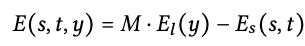 E(s, t, y) = M · E_l(y) − E_s(s, t)